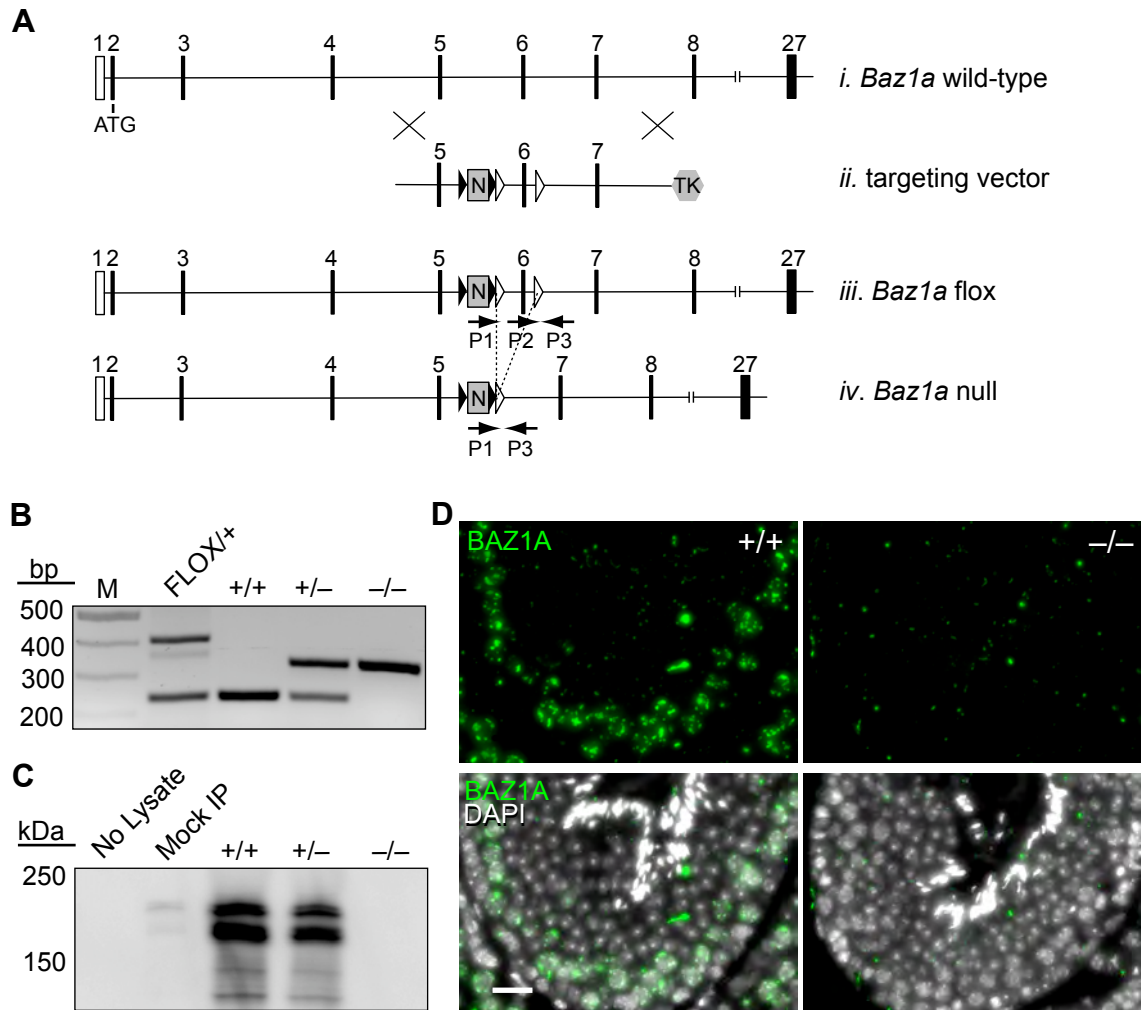 A
1 2 3 4 5 6 7 8 27
i. Baz1a wild-type
ATG
5 6 7
N TK
ii. targeting vector
1 2 3 4 5 6 7 8 27
N
iii. Baz1a flox
P1 P2 P3
1 2 3 4 5 7 8 27
N
iv. Baz1a null
P1 P3
B
bp M FLOX/+ +/+ +/– –/–
500
400
300
200
C
kDa No Lysate Mock IP +/+ +/– –/–
250
150
D
BAZ1A +/+ –/–
BAZ1A
DAPI